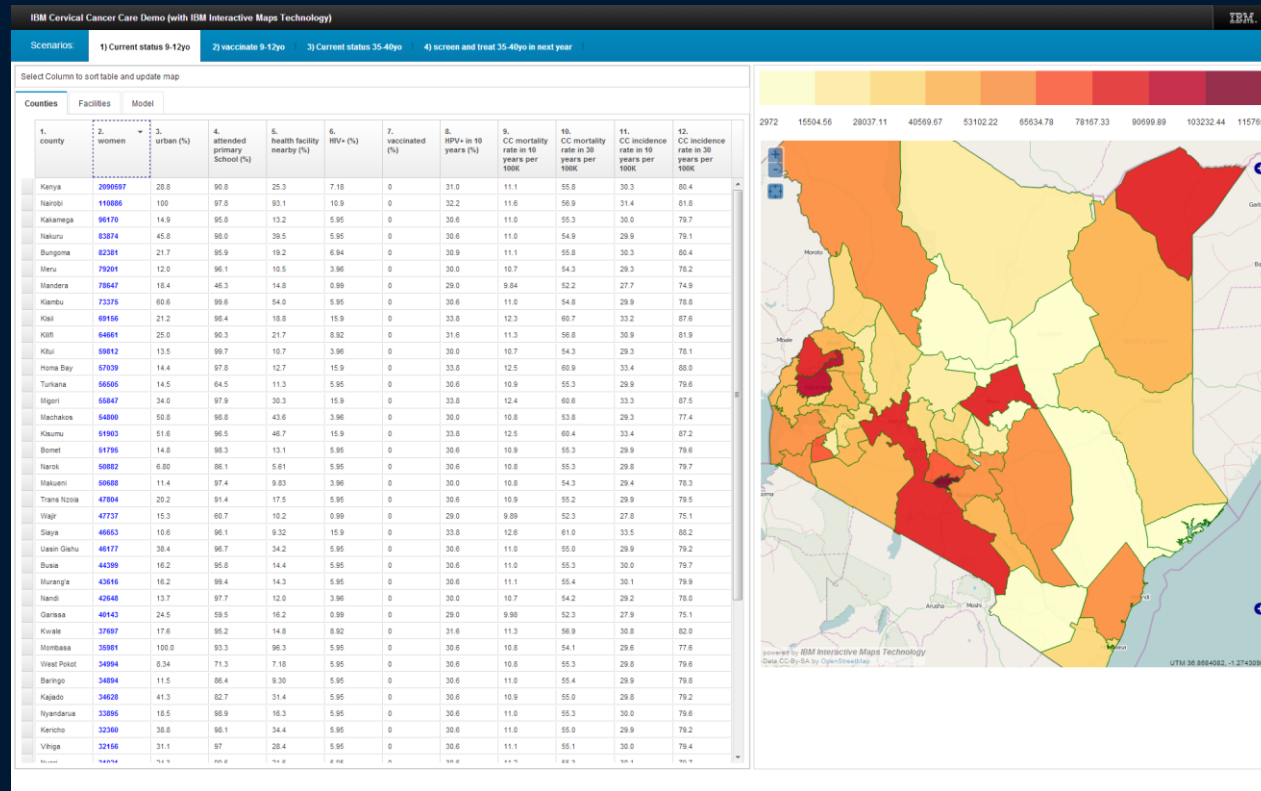 IBM Cervical Cancer Care Demo (with IBM Interactive Maps Technology)
IBM.
Scenarios: 1) Current status 9-12yo 2) vaccinate 9-12yo 3) Current status 35-40yo 4) screen and treat 35-40yo in next year
Select Column to sort table and update map
Counties Facilities Model
1. county 2. women 3. urban (%) 4. attended primary School (%) 5. health facility nearby (%) 6. HIV+ (%) 7. vaccinated (%) 8. HPV+ in 10 years (%) 9. CC mortality rate in 10 years per 100K 10. CC mortality rate in 30 years per 100K 11. CC incidence rate in 10 years per 100K 12. CC incidence rate in 30 years per 100K
Kenya 2090597 28.8 90.8 25.3 7.18 0 31.0 11.1 55.8 30.3 80.4
Nairobi 110886 100 97.8 93.1 10.9 0 32.2 11.6 56.9 31.4 81.8
Kakamega 96170 14.9 95.8 13.2 5.95 0 30.6 11.0 55.3 30.0 79.7
Nakuru 83874 45.8 98.0 39.5 5.95 0 30.6 11.0 54.9 29.9 79.1
Bungoma 82381 21.7 95.9 19.2 6.94 0 30.9 11.1 55.8 30.3 80.4
Meru 79201 12.0 96.1 10.5 3.96 0 30.0 10.7 54.3 29.3 78.2
Mandera 78647 18.4 46.3 14.8 0.99 0 29.0 9.84 52.2 27.7 74.9
Kiambu 73375 60.6 99.6 54.0 5.95 0 30.6 11.0 54.8 29.9 78.8
Kisii 69156 21.2 98.4 18.8 15.9 0 33.8 12.3 60.7 33.2 87.6
Kilifi 64661 25.0 90.3 21.7 8.92 0 31.6 11.3 56.8 30.9 81.9
Kitui 59812 13.5 99.7 10.7 3.96 0 30.0 10.7 54.3 29.3 78.1
Homa Bay 57039 14.4 97.8 12.7 15.9 0 33.8 12.5 60.9 33.4 88.0
Turkana 56505 14.5 64.5 11.3 5.95 0 30.6 10.9 55.3 29.9 79.6
Migori 55847 34.0 97.9 30.3 15.9 0 33.8 12.4 60.6 33.3 87.5
Machakos 54800 50.8 98.8 43.6 3.96 0 30.0 10.8 53.8 29.3 77.4
Kisumu 51903 51.6 96.5 46.7 15.9 0 33.8 12.5 60.4 33.4 87.2
Bomet 51795 14.8 98.3 13.1 5.95 0 30.6 10.9 55.3 29.9 79.6
Narok 50882 6.80 86.1 5.61 5.95 0 30.6 10.8 55.3 29.8 79.7
Makueni 50688 11.4 97.4 9.83 3.96 0 30.0 10.8 54.3 29.4 78.3
Trans Nzoia 47804 20.2 91.4 17.5 5.95 0 30.6 10.9 55.2 29.9 79.5
Wajir 47737 15.3 60.7 10.2 0.99 0 29.0 9.89 52.3 27.8 75.1
Siaya 46653 10.6 96.1 9.32 15.9 0 33.8 12.6 61.0 33.5 88.2
Uasin Gishu 46177 38.4 96.7 34.2 5.95 0 30.6 11.0 55.0 29.9 79.2
Busia 44399 16.2 95.8 14.4 5.95 0 30.6 11.0 55.3 30.0 79.7
Murang'a 43616 16.2 99.4 14.3 5.95 0 30.6 11.1 55.4 30.1 79.9
Nandi 42648 13.7 97.7 12.0 3.96 0 30.0 10.7 54.2 29.2 78.0
Garissa 40143 24.5 59.5 16.2 0.99 0 29.0 9.98 52.3 27.9 75.1
Kwale 37697 17.6 95.2 14.8 8.92 0 31.6 11.3 56.9 30.8 82.0
Mombasa 35981 100.0 93.3 96.3 5.95 0 30.6 10.8 54.1 29.6 77.6
West Pokot 34994 8.34 71.3 7.18 5.95 0 30.6 10.8 55.3 29.8 79.6
Baringo 34894 11.5 86.4 9.30 5.95 0 30.6 11.0 55.4 29.9 79.8
Kajiado 34628 41.3 82.7 31.4 5.95 0 30.6 10.9 55.0 29.8 79.2
Nyandarua 33895 18.5 98.9 16.3 5.95 0 30.6 11.0 55.3 30.0 79.6
Kericho 32360 38.8 98.1 34.4 5.95 0 30.6 11.0 55.0 29.9 79.2
Vihiga 32156 31.1 97 28.4 5.95 0 30.6 11.1 55.1 30.0 79.4
2972 15504.56 28037.11 40569.67 53102.22 65634.78 78167.33 90699.89 103232.44 11576
Moroto
Mbale
Arusha Moshi
powered by IBM Interactive Maps Technology
Data CC-By-SA by OpenStreetMap
UTM 36.8684082, -1.274309